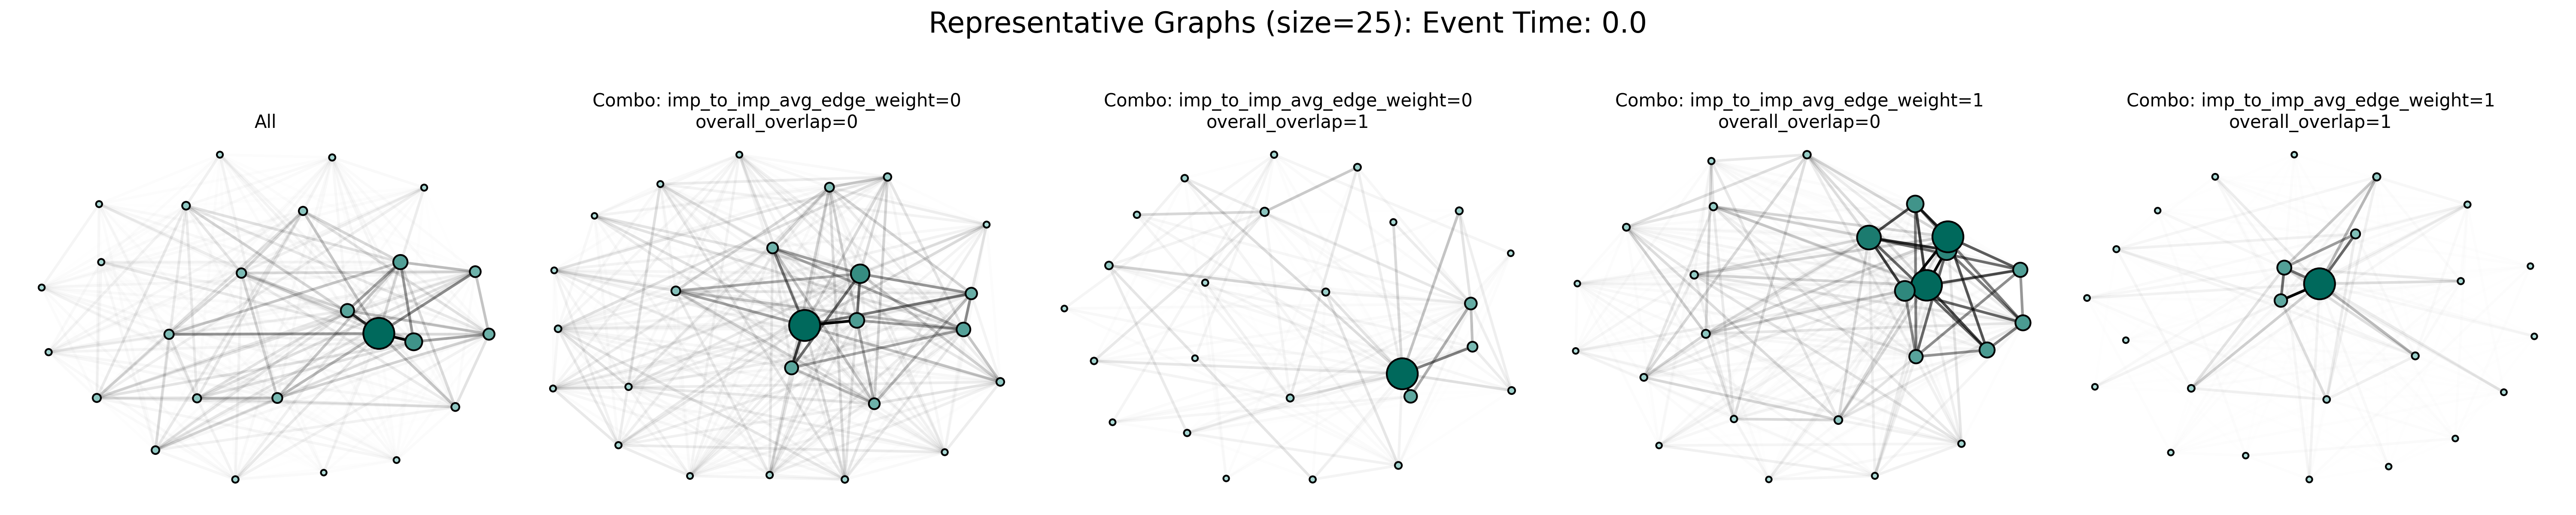 Representative Graphs (size=25): Event Time: 0.0
All
Combo: imp_to_imp_avg_edge_weight=0
overall_overlap=0
Combo: imp_to_imp_avg_edge_weight=0
overall_overlap=1
Combo: imp_to_imp_avg_edge_weight=1
overall_overlap=0
Combo: imp_to_imp_avg_edge_weight=1
overall_overlap=1